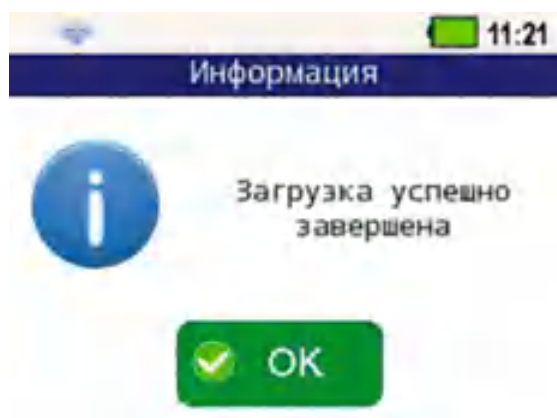 11:21
Информация
Загрузка успешно
завершена
OK